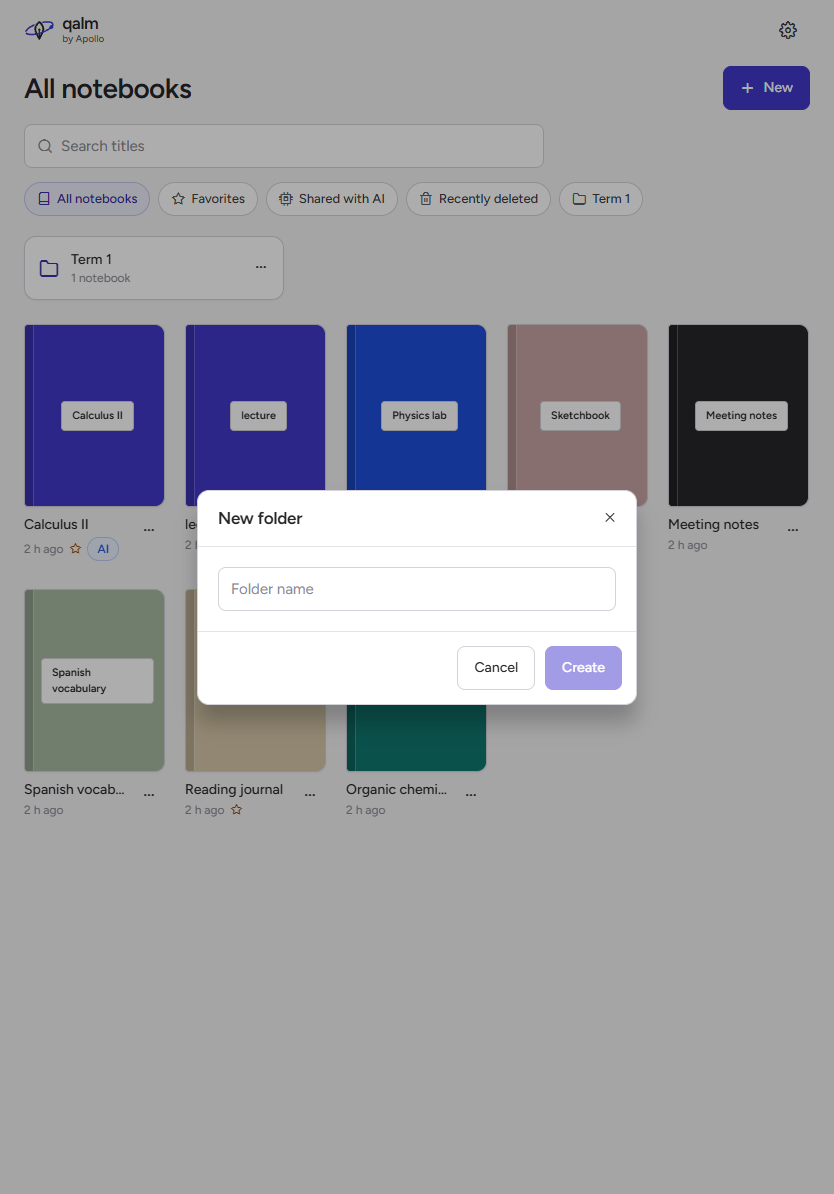 qalm
by Apollo
All notebooks
+ New
Search titles
All notebooks
Favorites
Shared with AI
Recently deleted
Term 1
Term 1
1 notebook
...
Calculus II
lecture
Physics lab
Sketchbook
Meeting notes
Calculus II
...
Meeting notes
...
2 h ago
AI
2 h ago
New folder
Folder name
Cancel
Create
Spanish
vocabulary
Spanish vocab...
...
Reading journal
...
Organic chemi...
...
2 h ago
2 h ago
2 h ago